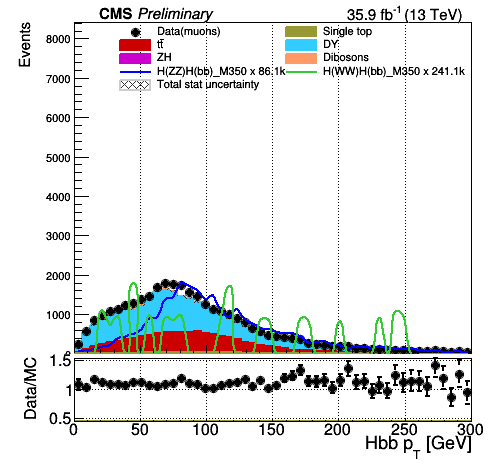 CMS Preliminary 35.9 fb⁻¹ (13 TeV)
Data(muons) Single top
tt̄ DY
ZH Dibosons
H(ZZ)H(bb)_M350 x 86.1k H(WW)H(bb)_M350 x 241.1k
Total stat uncertainty
Events
8000
7000
6000
5000
4000
3000
2000
1000
0
Data/MC
1.5
1
0.5
0 50 100 150 200 250 300
Hbb p_T [GeV]